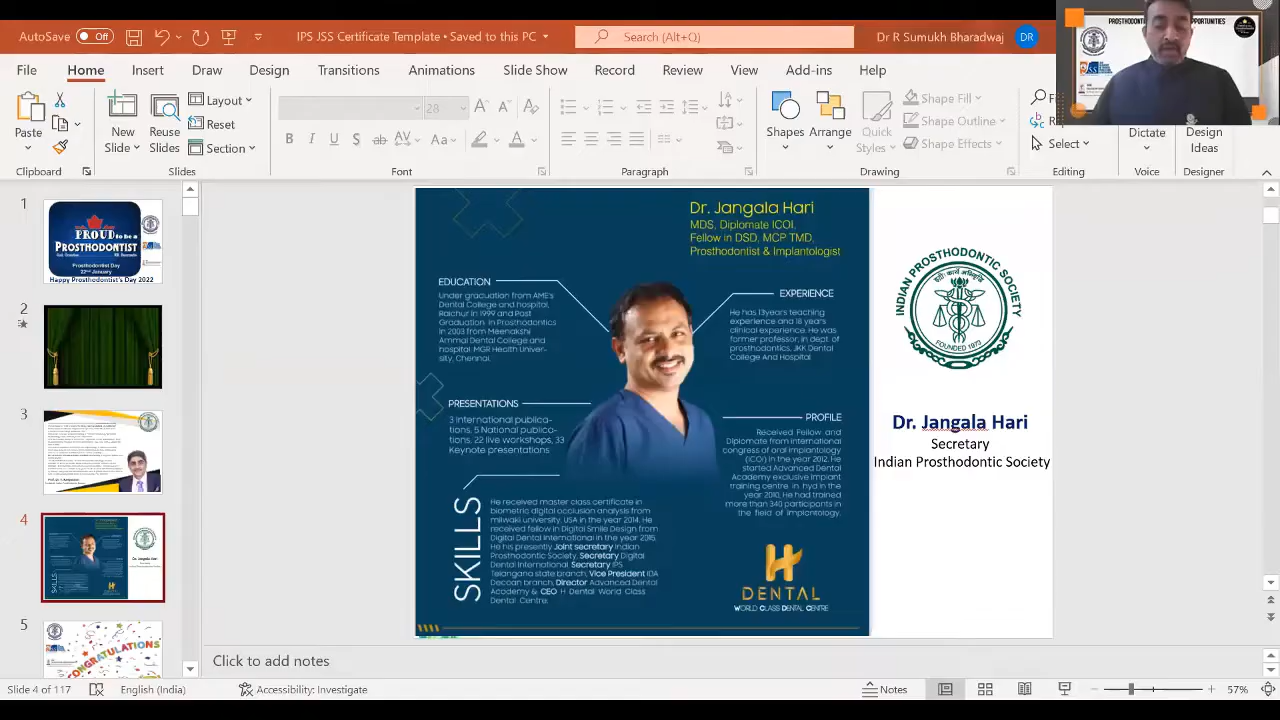 AutoSave Off
IPS JSS Certificate Template • Saved to this PC
Search (Alt+Q)
Dr R Sumukh Bharadwaj
DR
File Home Insert Draw Design Transitions Animations Slide Show Record Review View Add-ins Help
Paste
New Slide
Reuse Slides
Layout
Reset
Section
28
Shapes
Arrange
Quick Styles
Shape Fill
Shape Outline
Shape Effects
Select
Dictate
Design Ideas
Clipboard
Slides
Font
Paragraph
Drawing
Editing
Voice
Designer
1
PROUD to be a
PROSTHODONTIST
Prosthodontist Day
22nd January
Happy Prosthodontist's Day 2022
2
3
4
5
CONGRATULATIONS
Dr. Jangala Hari
MDS, Diplomate ICOI,
Fellow in DSD, MCP TMD,
Prosthodontist & Implantologist
EDUCATION
Under graduation from AME's
Dental College and hospital,
Raichur in 1999 and Post
Graduation in Prosthodontics
in 2003 from Meenakshi
Ammal Dental College and
hospital MGR Health Univer-
sity, Chennai.
EXPERIENCE
He has 13years teaching
experience and 18 years
clinical experience. He was
former professor, in dept. of
prosthodontics, JKK Dental
College And Hospital
PRESENTATIONS
3 International publica-
tions, 5 National publica-
tions, 22 live workshops, 33
Keynote presentations
PROFILE
Received Fellow and
Diplomate from international
congress of oral implantology
(ICOI) in the year 2012. He
started Advanced Dental
Academy exclusive implant
training centre, in hyd in the
year 2010, He had trained
more than 340 participants in
the field of implantology.
SKILLS
He received master class certificate in
biometric digital occlusion analysis from
milwaki university, USA in the year 2014. He
received fellow in Digital Smile Design from
Digital Dental International in the year 2015.
He his presently Joint secretary Indian
Prosthodontic Society, Secretary Digital
Dental International, Secretary IPS
Telangana state branch, Vice President IDA
Deccan branch, Director Advanced Dental
Academy & CEO H Dental World Class
Dental Centre.
H
DENTAL
WORLD CLASS DENTAL CENTRE
INDIAN PROSTHODONTIC SOCIETY
FOUNDED 1970
Dr. Jangala Hari
Secretary
Indian Prosthodontic Society
Click to add notes
Slide 4 of 117
English (India)
Accessibility: Investigate
Notes
57%